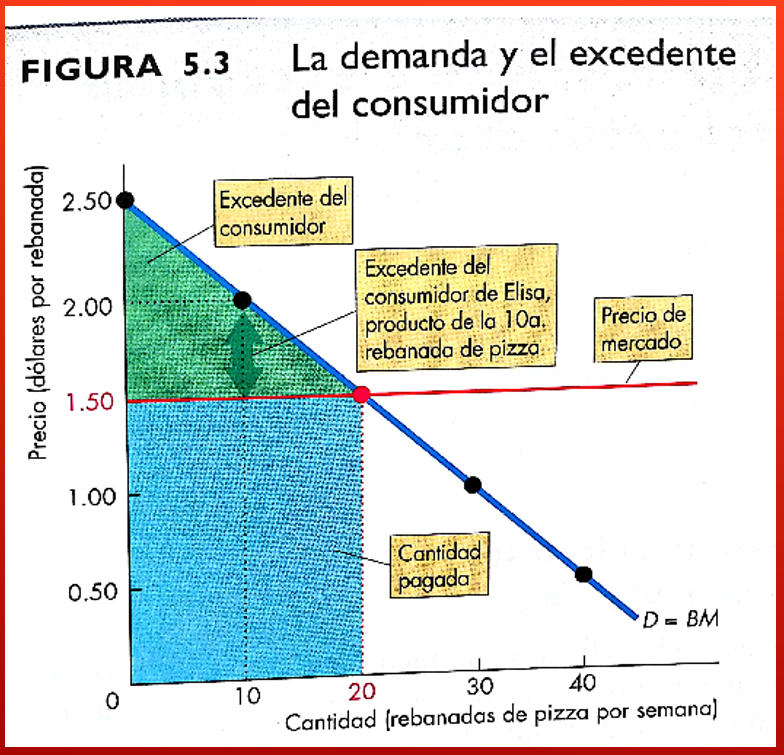 FIGURA 5.3
La demanda y el excedente
del consumidor
Precio (dólares por rebanada)
2.50
2.00
1.50
1.00
0.50
0
Excedente del
consumidor
Excedente del
consumidor de Elisa,
producto de la 10a.
rebanada de pizza
Precio de
mercado
Cantidad
pagada
D = BM
10
20
30
40
Cantidad (rebanadas de pizza por semana)